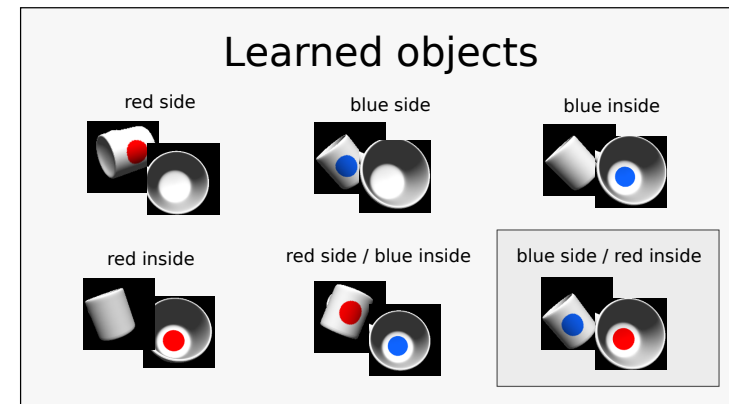 Learned objects
red side
blue side
blue inside
red inside
red side / blue inside
blue side / red inside